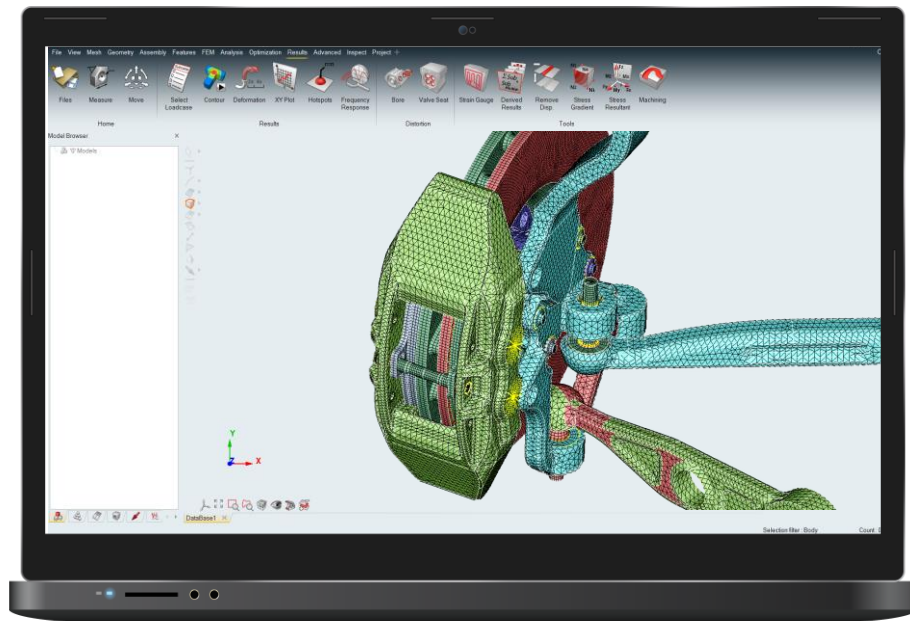 File View Mesh Geometry Assembly Features FEM Analysis Optimization Results Advanced Inspect Project +
Files Measure Move Select Loadcase Contour Deformation XY Plot Hotspots Frequency Response Bore Valve Seat Strain Gauge Derived Results Remove Disp. Stress Gradient Stress Resultant Machining
Home Results Distortion Tools
Model Browser ×
Models
Y
Z X
DataBase1 ×
Selection filter : Body Count :